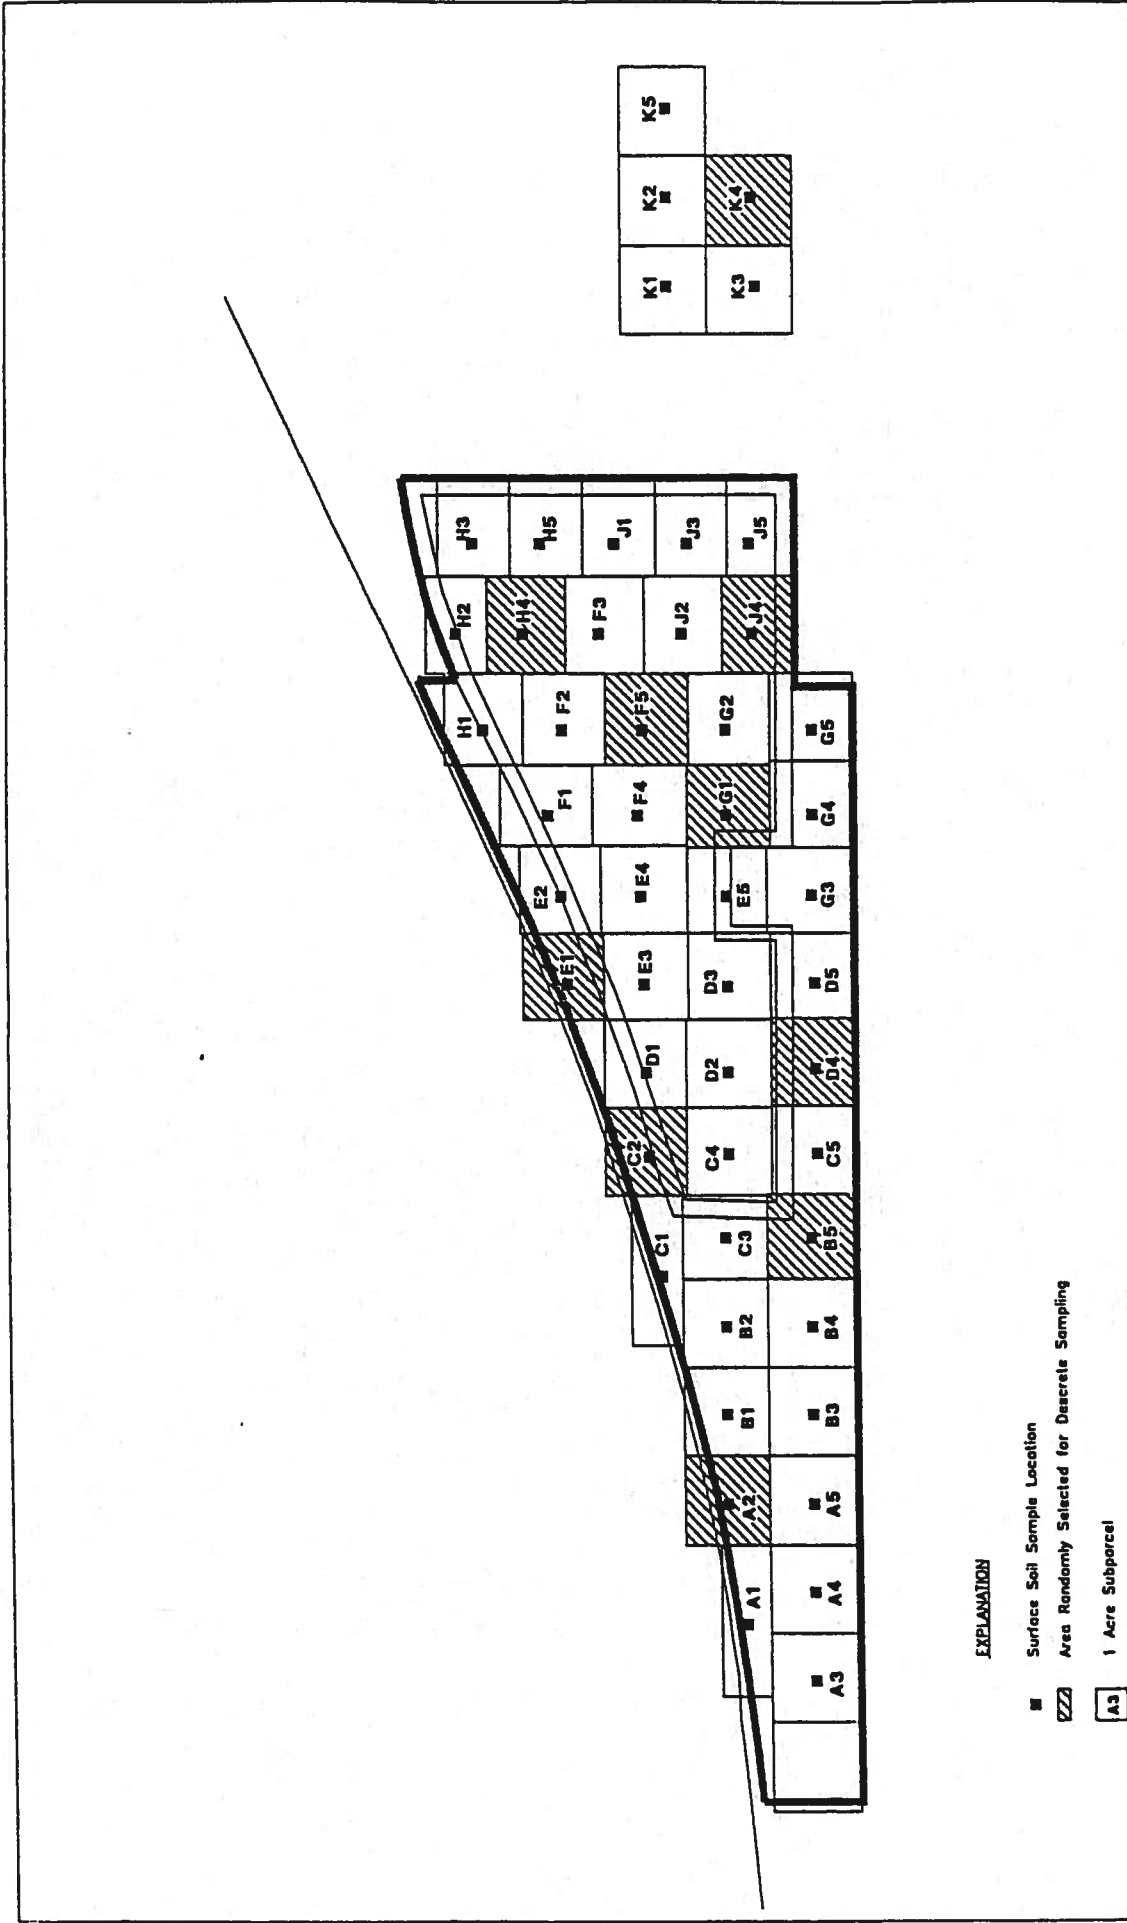 H1
H2
H3
E2
F1
F2
H4
H5
E1
F3
J1
C1
C2
D1
E3
E4
F4
F5
K1
K2
K5
J2
J3
A1
A2
B1
B2
C3
C4
D2
D3
E5
G1
G2
J4
J5
K3
K4
A3
A4
A5
B3
B4
B5
C5
D4
D5
G3
G4
G5
EXPLANATION
Surface Soil Sample Location
Area Randomly Selected for Descrete Sampling
A3 1 Acre Subparcel